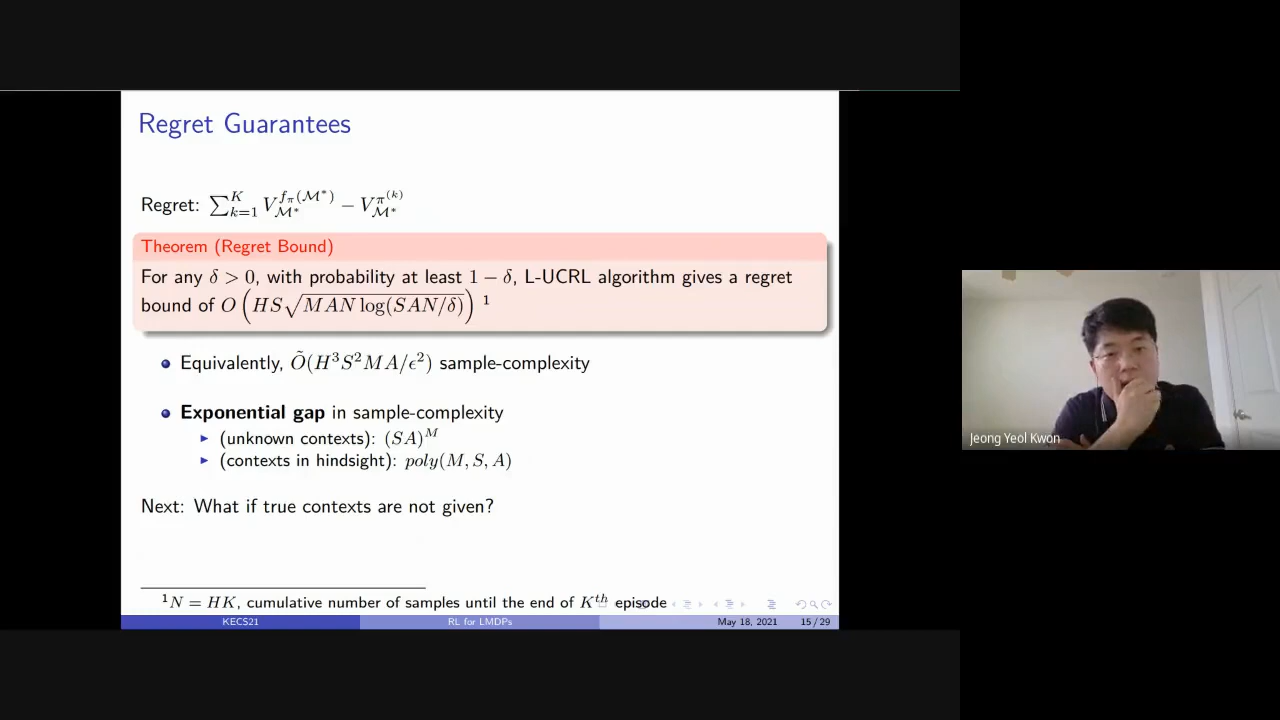 Regret Guarantees
Regret: $\sum_{k=1}^{K} V_{\mathcal{M}^*}^{f_\pi(\mathcal{M}^*)} - V_{\mathcal{M}^*}^{\pi^{(k)}}$
Theorem (Regret Bound)
For any $\delta > 0$, with probability at least $1 - \delta$, L-UCRL algorithm gives a regret
bound of $O\left(HS\sqrt{MAN \log(SAN/\delta)}\right)$ 1
Equivalently, $\tilde{O}(H^3S^2MA/\epsilon^2)$ sample-complexity
Exponential gap in sample-complexity
(unknown contexts): $(SA)^M$
(contexts in hindsight): $poly(M, S, A)$
Next: What if true contexts are not given?
1 $N = HK$, cumulative number of samples until the end of $K^{th}$ episode
KECS21 RL for LMDPs May 18, 2021 15 / 29
Jeong Yeol Kwon